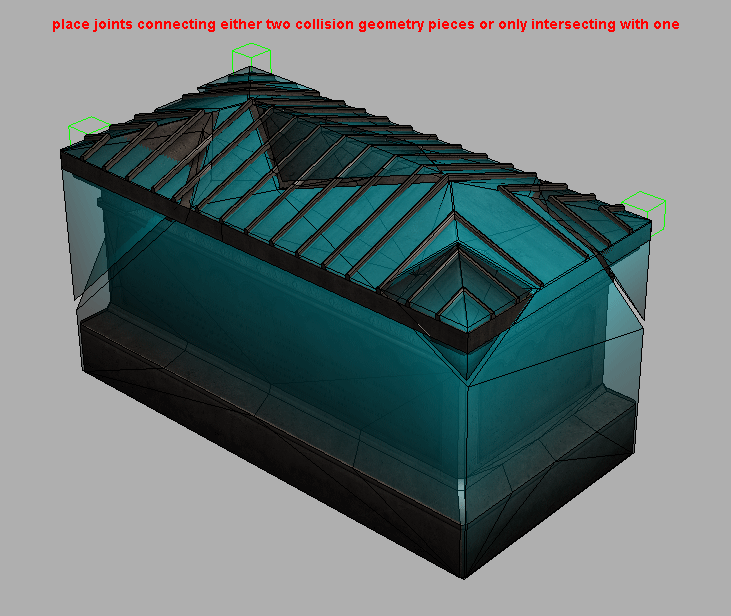 place joints connecting either two collision geometry pieces or only intersecting with one